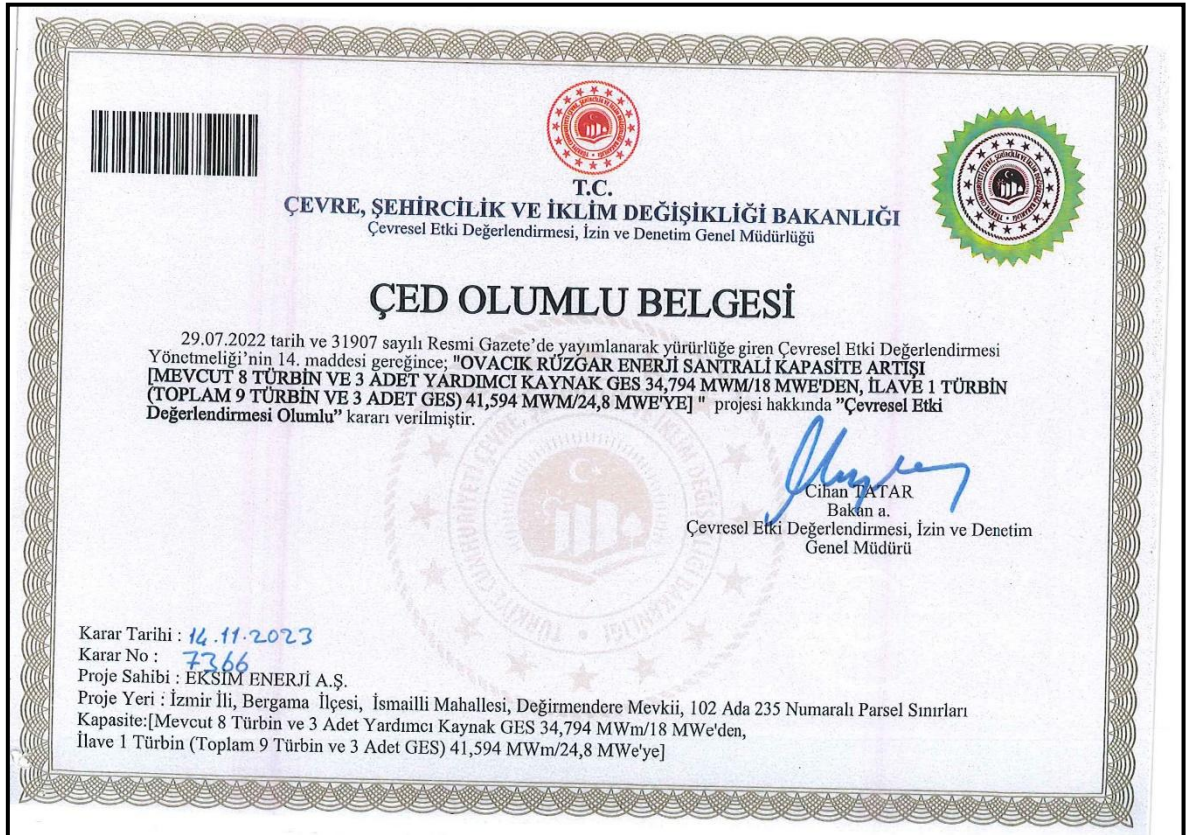 T.C.
ÇEVRE, ŞEHİRCİLİK VE İKLİM DEĞİŞİKLİĞİ BAKANLIĞI
Çevresel Etki Değerlendirmesi, İzin ve Denetim Genel Müdürlüğü
ÇED OLUMLU BELGESİ
29.07.2022 tarih ve 31907 sayılı Resmi Gazete'de yayımlanarak yürürlüğe giren Çevresel Etki Değerlendirmesi
Yönetmeliği'nin 14. maddesi gereğince; "OVACIK RÜZGAR ENERJİ SANTRALİ KAPASİTE ARTIŞI
[MEVCUT 8 TÜRBİN VE 3 ADET YARDIMCI KAYNAK GES 34,794 MWM/18 MWE'DEN, İLAVE 1 TÜRBİN
(TOPLAM 9 TÜRBİN VE 3 ADET GES) 41,594 MWM/24,8 MWE'YE] " projesi hakkında "Çevresel Etki
Değerlendirmesi Olumlu" kararı verilmiştir.
Cihan TATAR
Bakan a.
Çevresel Etki Değerlendirmesi, İzin ve Denetim
Genel Müdürü
Karar Tarihi : 14.11.2023
Karar No : 7366
Proje Sahibi : EKSİM ENERJİ A.Ş.
Proje Yeri : İzmir İli, Bergama İlçesi, İsmailli Mahallesi, Değirmendere Mevkii, 102 Ada 235 Numaralı Parsel Sınırları
Kapasite:[Mevcut 8 Türbin ve 3 Adet Yardımcı Kaynak GES 34,794 MWm/18 MWe'den,
İlave 1 Türbin (Toplam 9 Türbin ve 3 Adet GES) 41,594 MWm/24,8 MWe'ye]